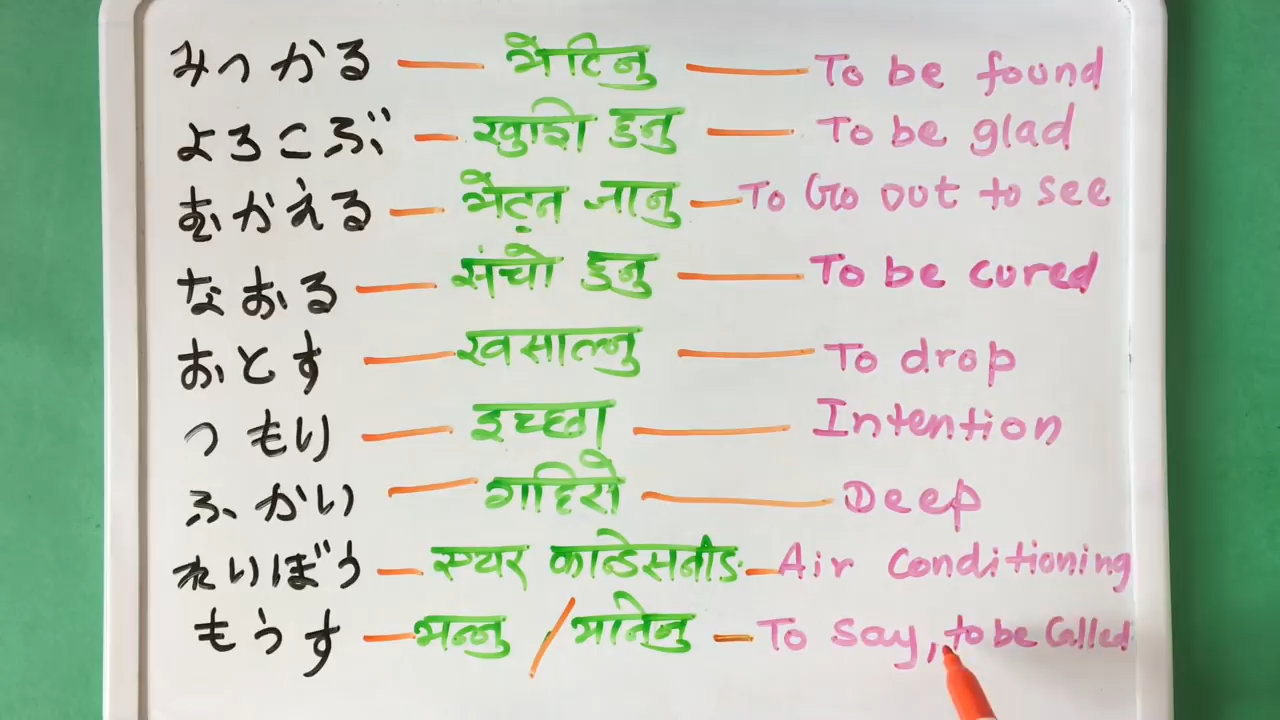 みつかる — भेटिनु — To be found
よろこぶ — खुशि हुनु — To be glad
むかえる — भेट्न जानु — To Go out to see
なおる — संचो हुनु — To be cured
おとす — खसाल्नु — To drop
つもり — इच्छा — Intention
ふかい — गहिरो — Deep
れいぼう — एयर कान्डेसनीङ — Air Conditioning
もうす — भन्नु / भनिनु — To Say, to be Called